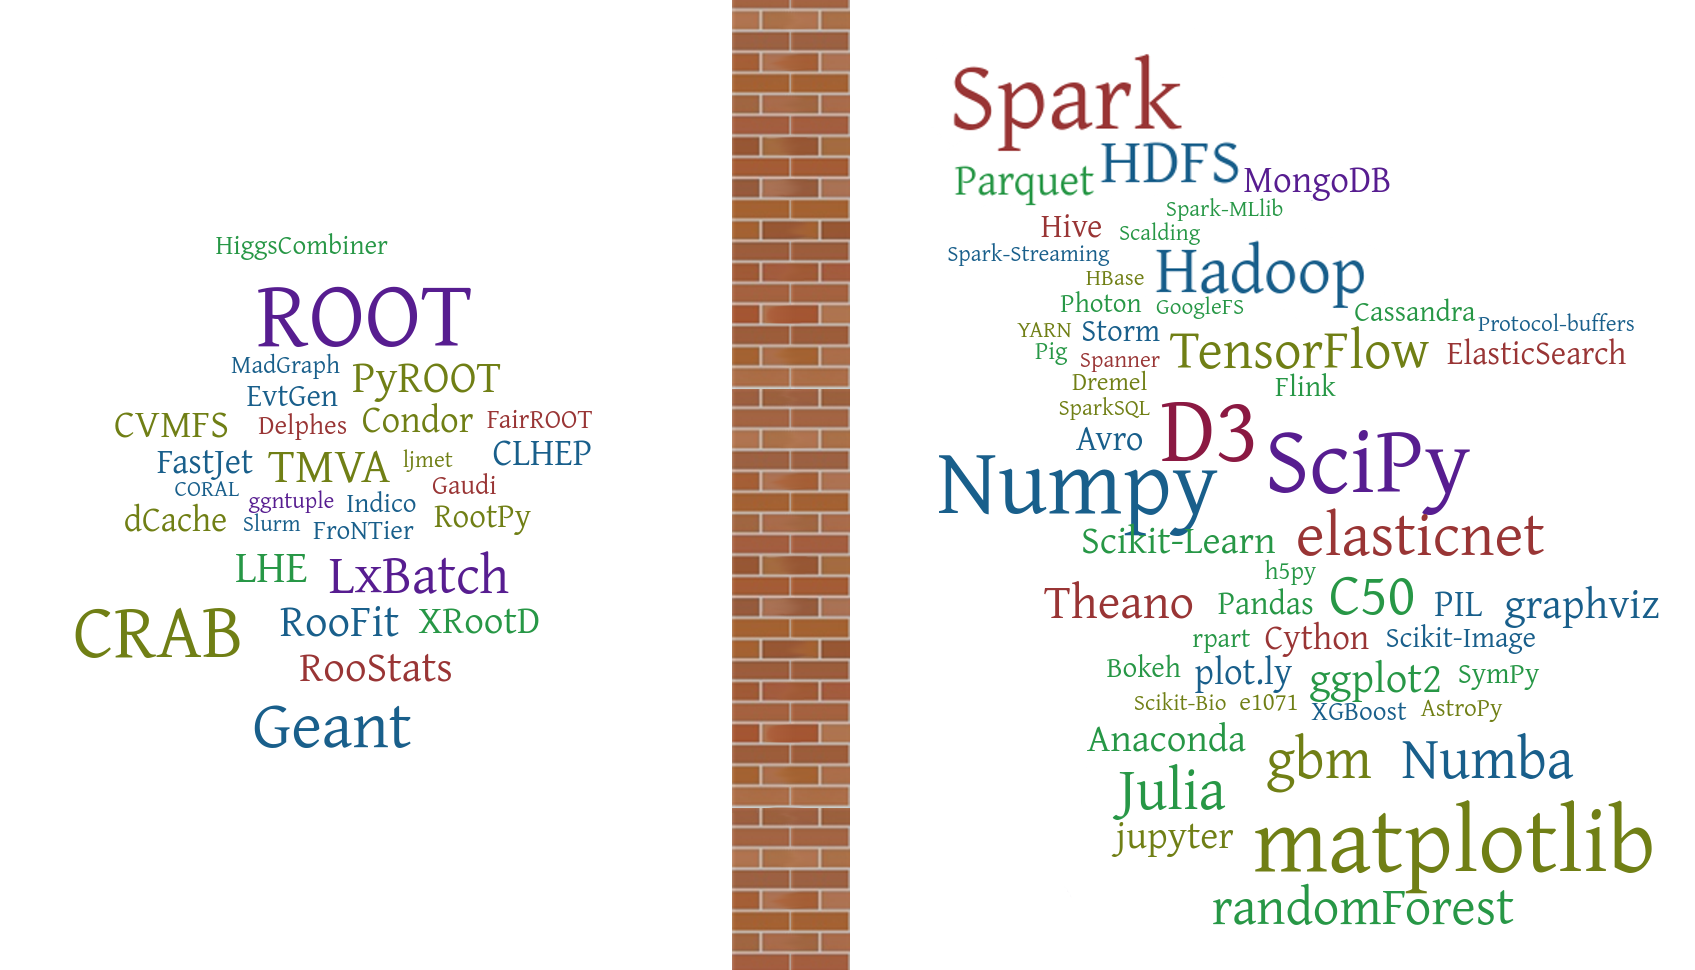 HiggsCombiner
ROOT
MadGraph PyROOT
EvtGen
CVMFS Delphes Condor FairROOT
FastJet TMVA ljmet CLHEP
CORAL ggntuple Indico Gaudi
dCache Slurm FroNTier RootPy
LHE LxBatch
CRAB RooFit XRootD
RooStats
Geant
Spark
Parquet HDFS MongoDB
Spark-MLlib
Hive Scalding
Spark-Streaming
HBase Hadoop
Photon GoogleFS Cassandra Protocol-buffers
YARN Storm
Pig Spanner TensorFlow ElasticSearch
Dremel Flink
SparkSQL
Avro D3 SciPy
Numpy
Scikit-Learn elasticnet
h5py
Theano Pandas C50 PIL graphviz
rpart Cython Scikit-Image
Bokeh plot.ly ggplot2 SymPy
Scikit-Bio e1071 XGBoost AstroPy
Anaconda gbm Numba
Julia
jupyter matplotlib
randomForest